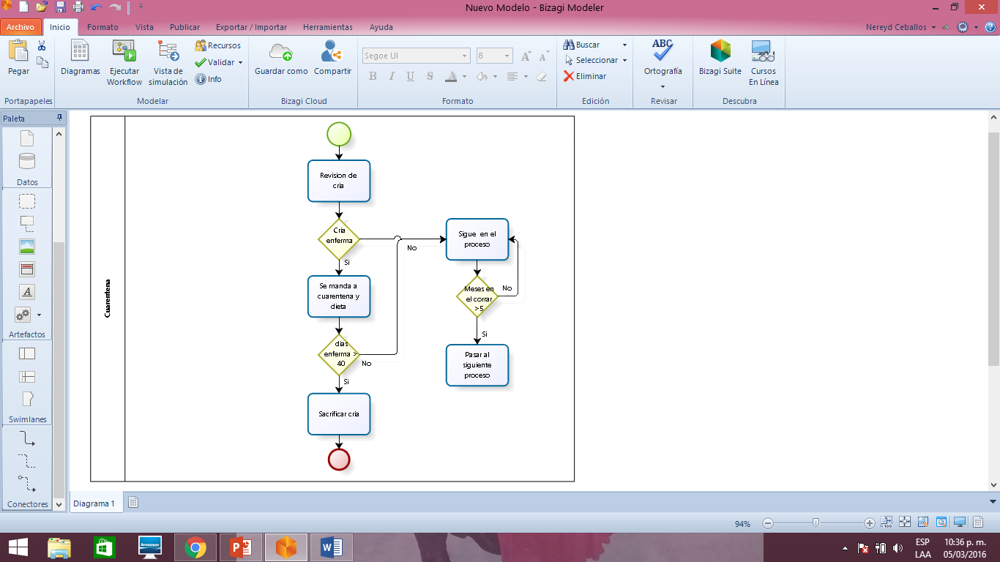 Nuevo Modelo - Bizagi Modeler
Archivo Inicio Formato Vista Publicar Exportar / Importar Herramientas Ayuda Nereyd Ceballos
Pegar
Portapapeles
Diagramas
Ejecutar
Workflow
Vista de
simulación
Recursos
Validar
Info
Modelar
Guardar como
Compartir
Bizagi Cloud
Segoe UI 8
B I U S A
Formato
Buscar
Seleccionar
Eliminar
Edición
ABC
Ortografía
Revisar
Bizagi Suite
Cursos
En Línea
Descubra
Paleta
Datos
A
Artefactos
Swimlanes
Conectores
Cuarentena
Revision de
cria
Cria
enferma
No
Si
Se manda a
cuarentena y
dieta
dias
enferma >
40
No
Si
Sacrificar cria
Sigue en el
proceso
Meses en
el corrar
>5
No
Si
Pasar al
siguiente
proceso
Diagrama 1
94%
lenovo
ESP
LAA
10:36 p. m.
05/03/2016